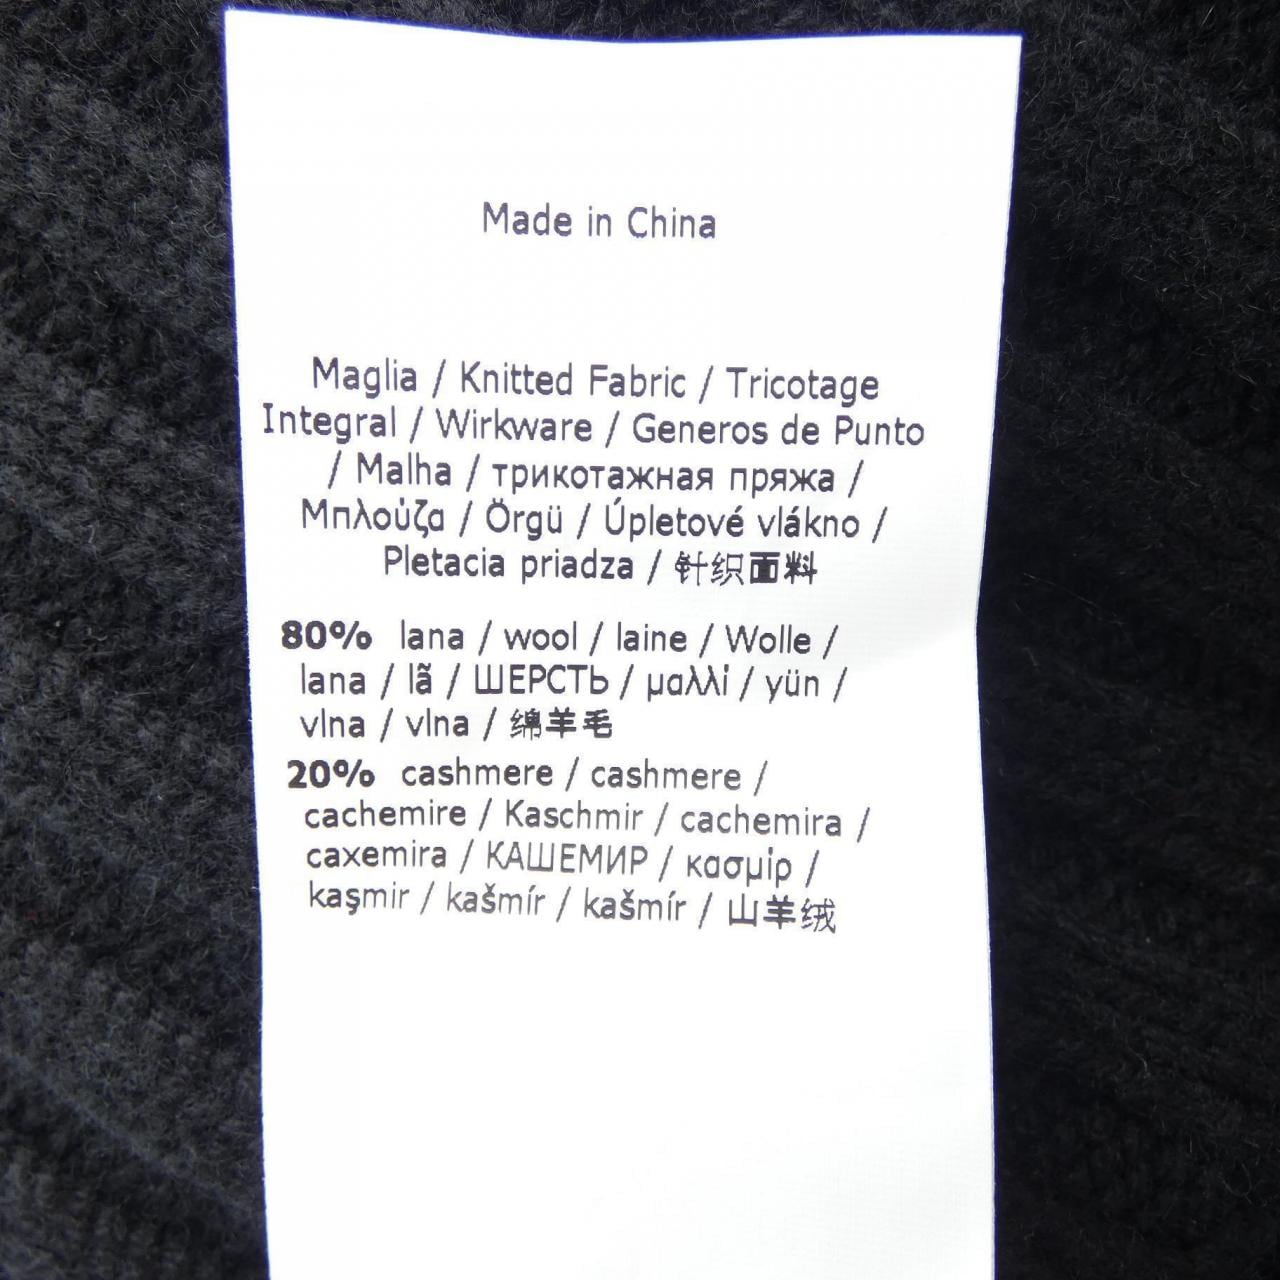 Made in China
Maglia / Knitted Fabric / Tricotage
Integral / Wirkware / Generos de Punto
/ Malha / трикотажная пряжа /
Μπλούζα / Örgü / Úpletové vlákno /
Pletacia priadza / 针织面料
80% lana / wool / laine / Wolle /
lana / lã / ШЕРСТЬ / μαλλί / yün /
vlna / vlna / 绵羊毛
20% cashmere / cashmere /
cachemire / Kaschmir / cachemira /
caxemira / КАШЕМИР / κασμίρ /
kaşmir / kašmír / kašmír / 山羊绒